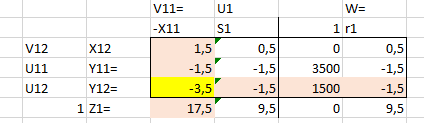 V11= U1 W=
-X11 S1 1 r1
V12 X12 1,5 0,5 0 0,5
U11 Y11= -1,5 -1,5 3500 -1,5
U12 Y12= -3,5 -1,5 1500 -1,5
1 Z1= 17,5 9,5 0 9,5